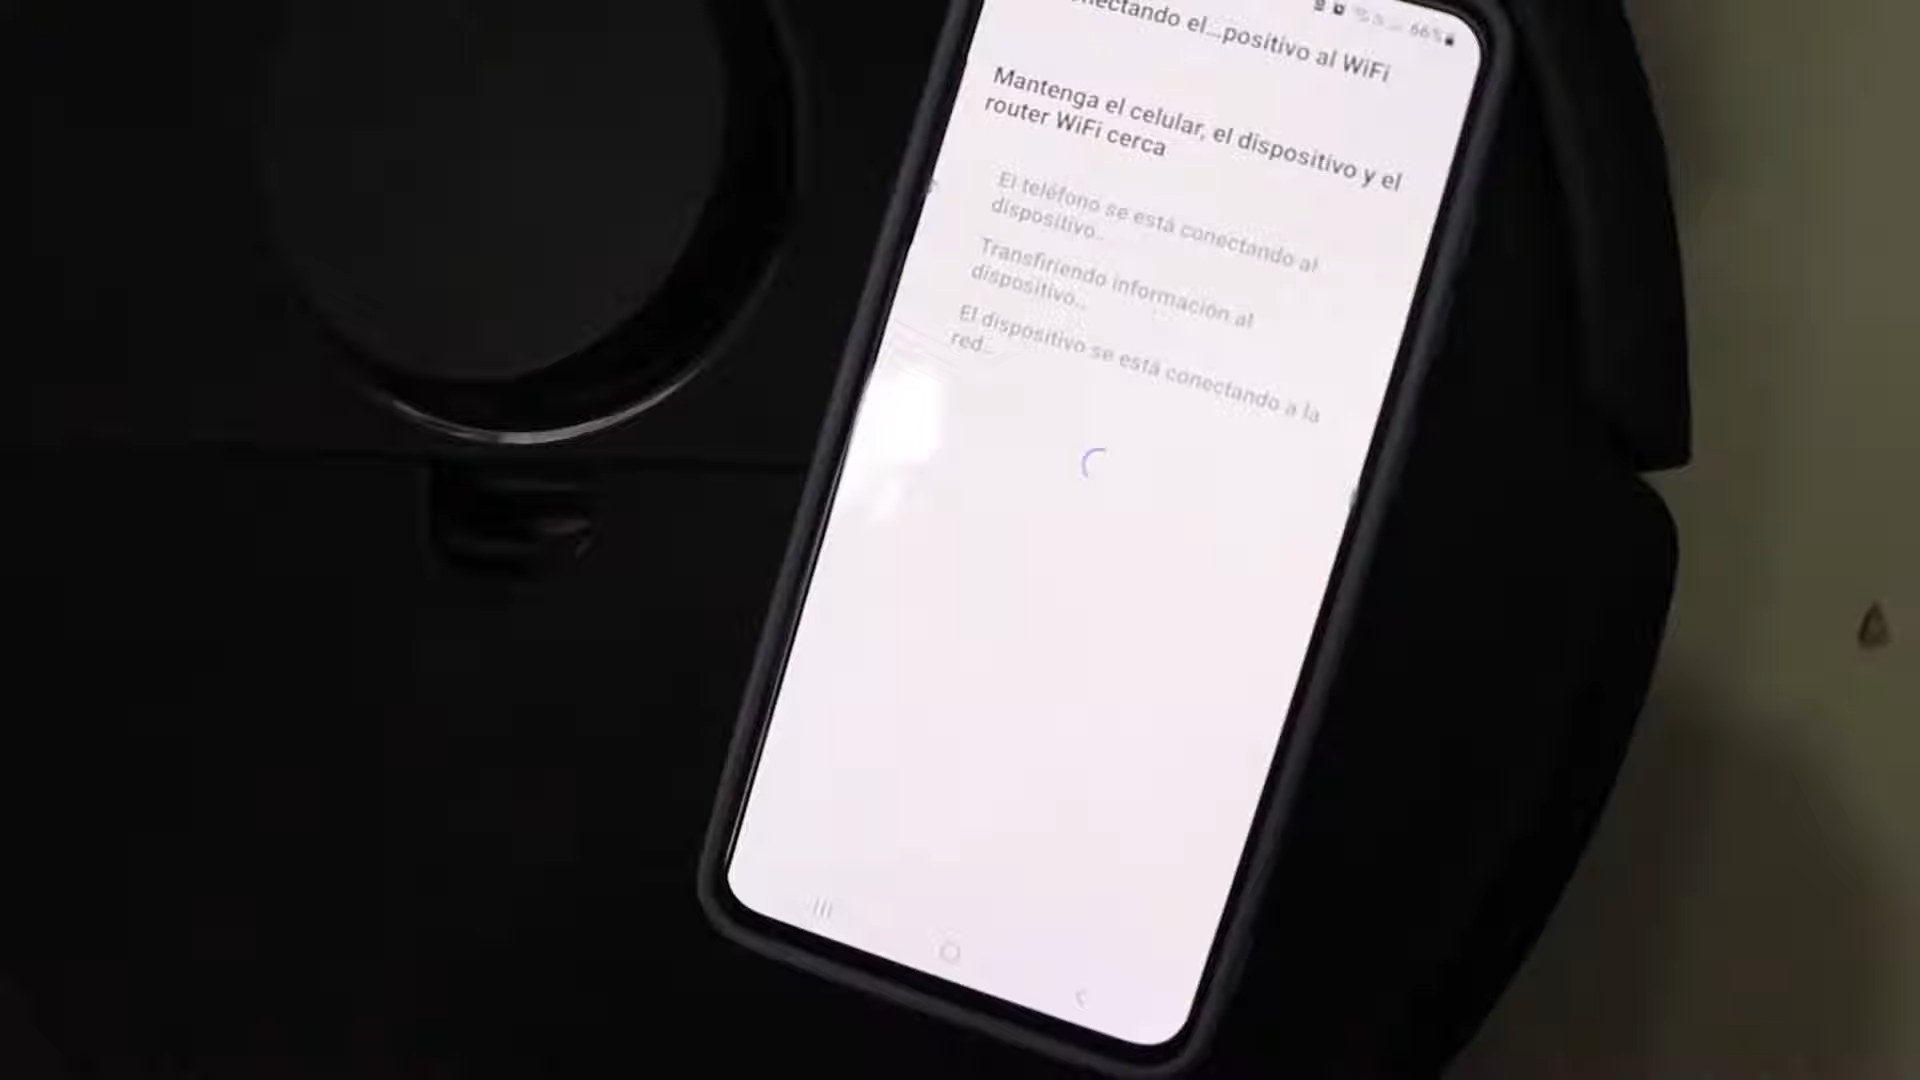 el...positivo al WiFi
66%
Mantenga el celular, el dispositivo y el
router WiFi cerca
El teléfono se está conectando al
dispositivo..
Transfiriendo información al
dispositivo..
El dispositivo se está conectando a la
red..